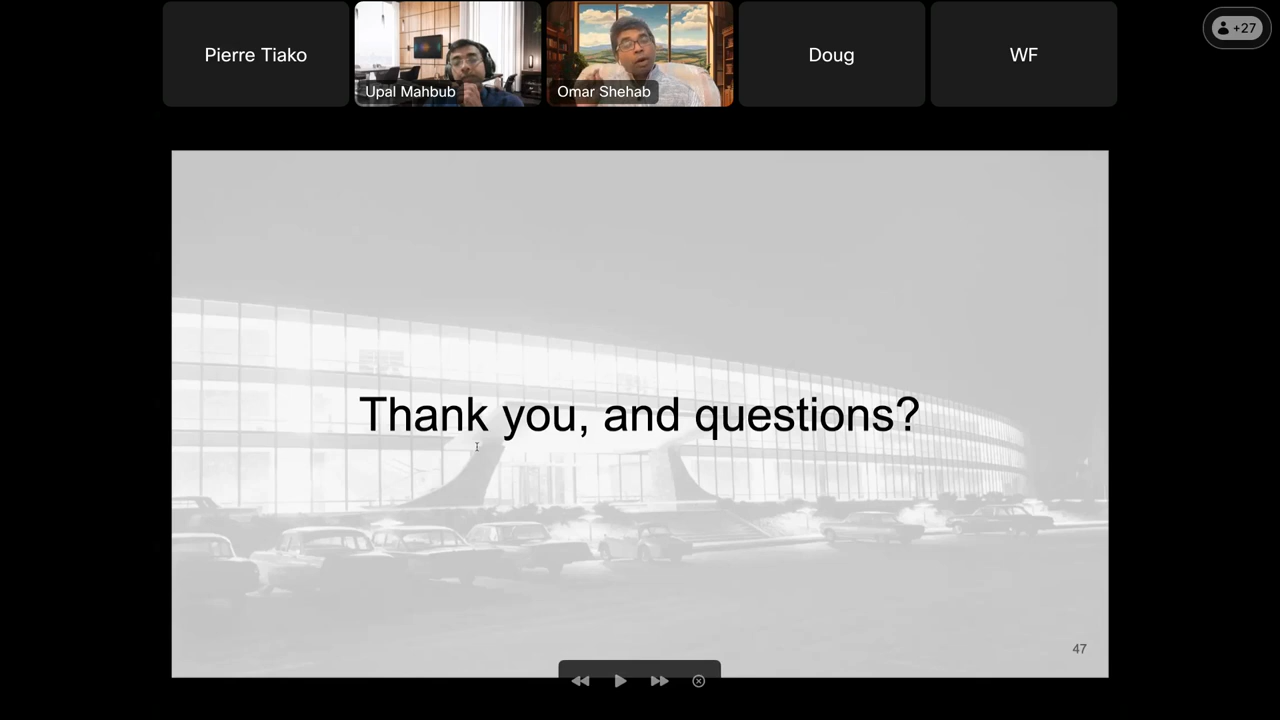 Pierre Tiako
Upal Mahbub
Omar Shehab
Doug
WF
+27
Thank you, and questions?
47